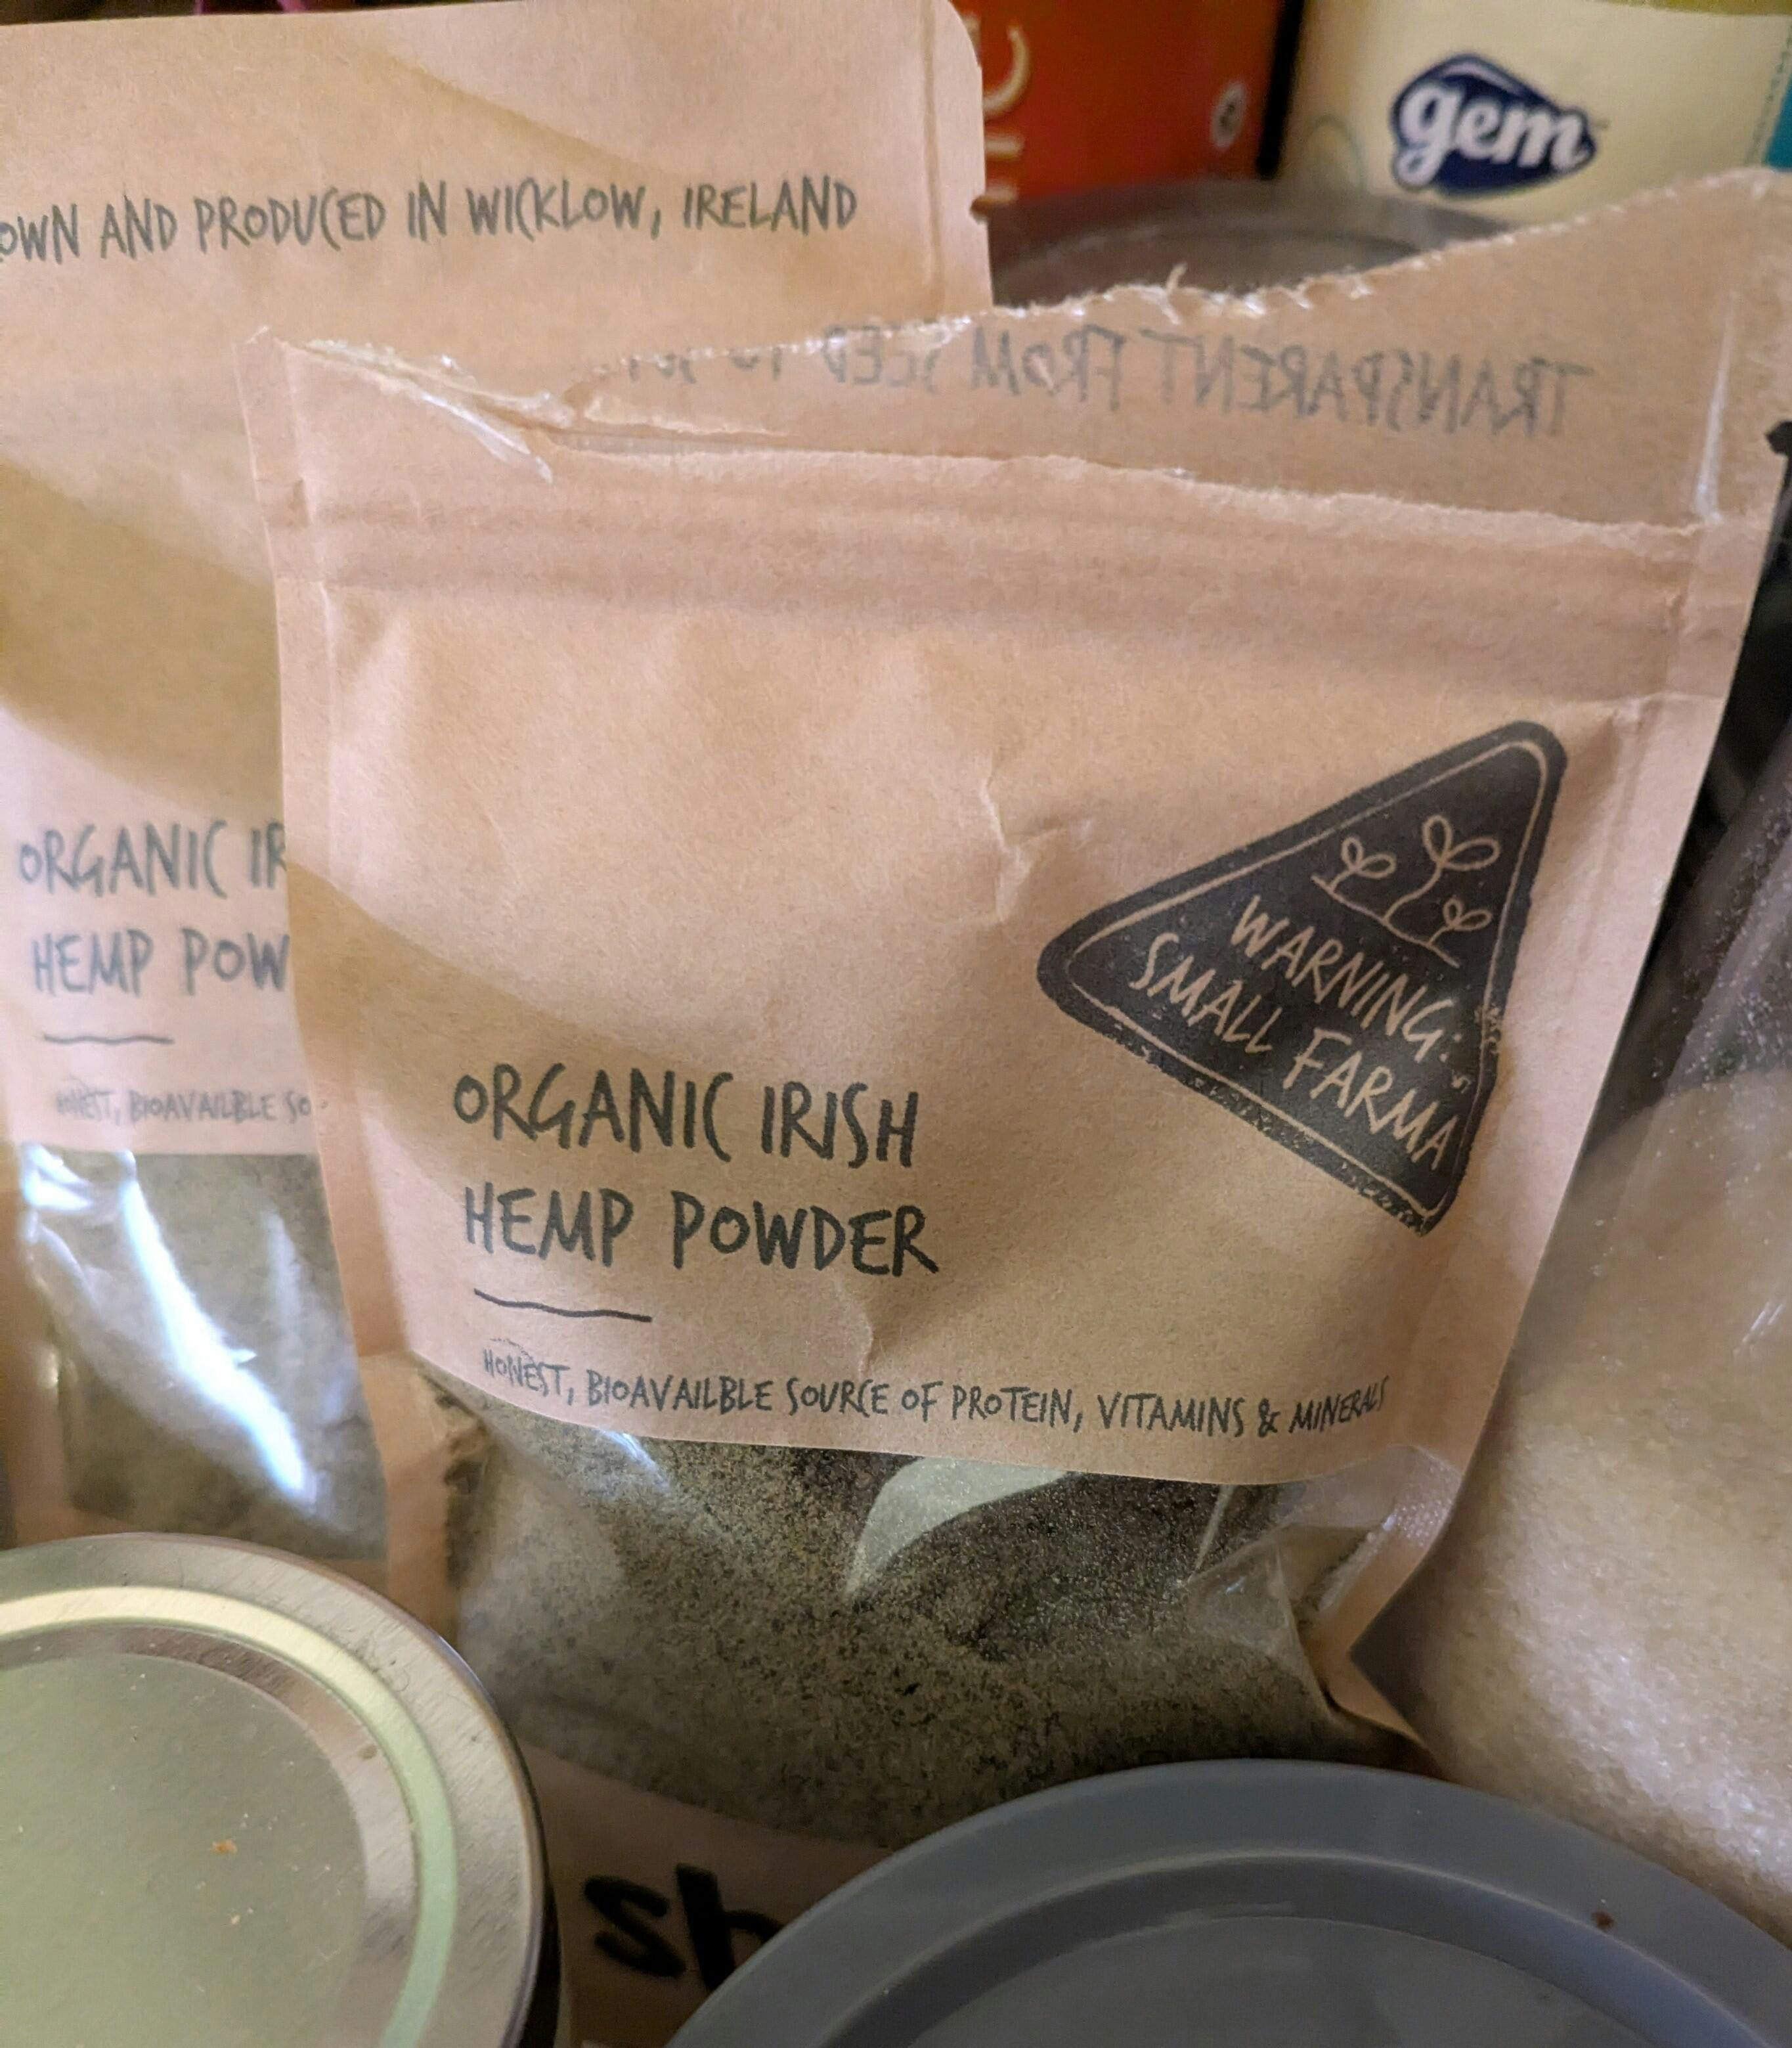 gem
OWN AND PRODUCED IN WICKLOW, IRELAND
TRANSPARENT FROM SEED TO
ORGANIC IR
HEMP POW
HONEST, BIOAVAILBLE SO
WARNING:
SMALL FARMA
ORGANIC IRISH
HEMP POWDER
HONEST, BIOAVAILBLE SOURCE OF PROTEIN, VITAMINS & MINERALS
sh